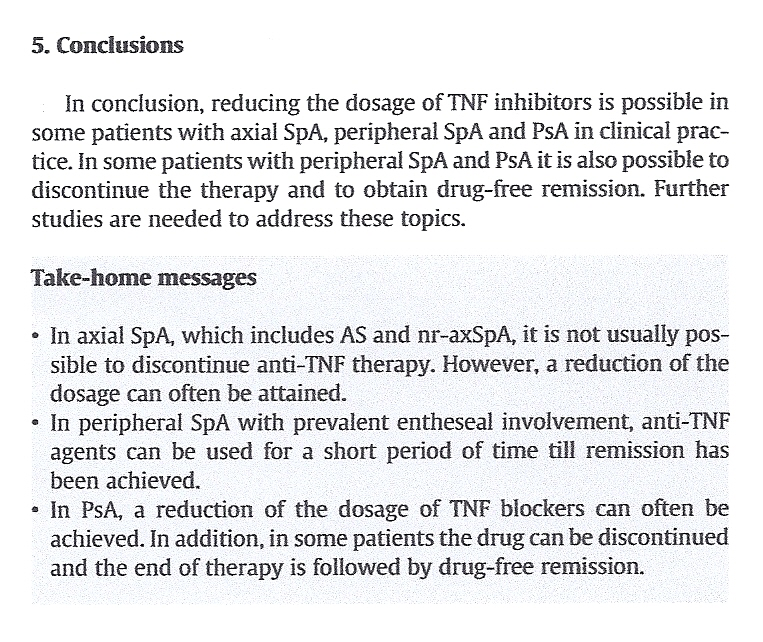 5. Conclusions
In conclusion, reducing the dosage of TNF inhibitors is possible in
some patients with axial SpA, peripheral SpA and PsA in clinical prac-
tice. In some patients with peripheral SpA and PsA it is also possible to
discontinue the therapy and to obtain drug-free remission. Further
studies are needed to address these topics.
Take-home messages
• In axial SpA, which includes AS and nr-axSpA, it is not usually pos-
sible to discontinue anti-TNF therapy. However, a reduction of the
dosage can often be attained.
• In peripheral SpA with prevalent entheseal involvement, anti-TNF
agents can be used for a short period of time till remission has
been achieved.
• In PsA, a reduction of the dosage of TNF blockers can often be
achieved. In addition, in some patients the drug can be discontinued
and the end of therapy is followed by drug-free remission.